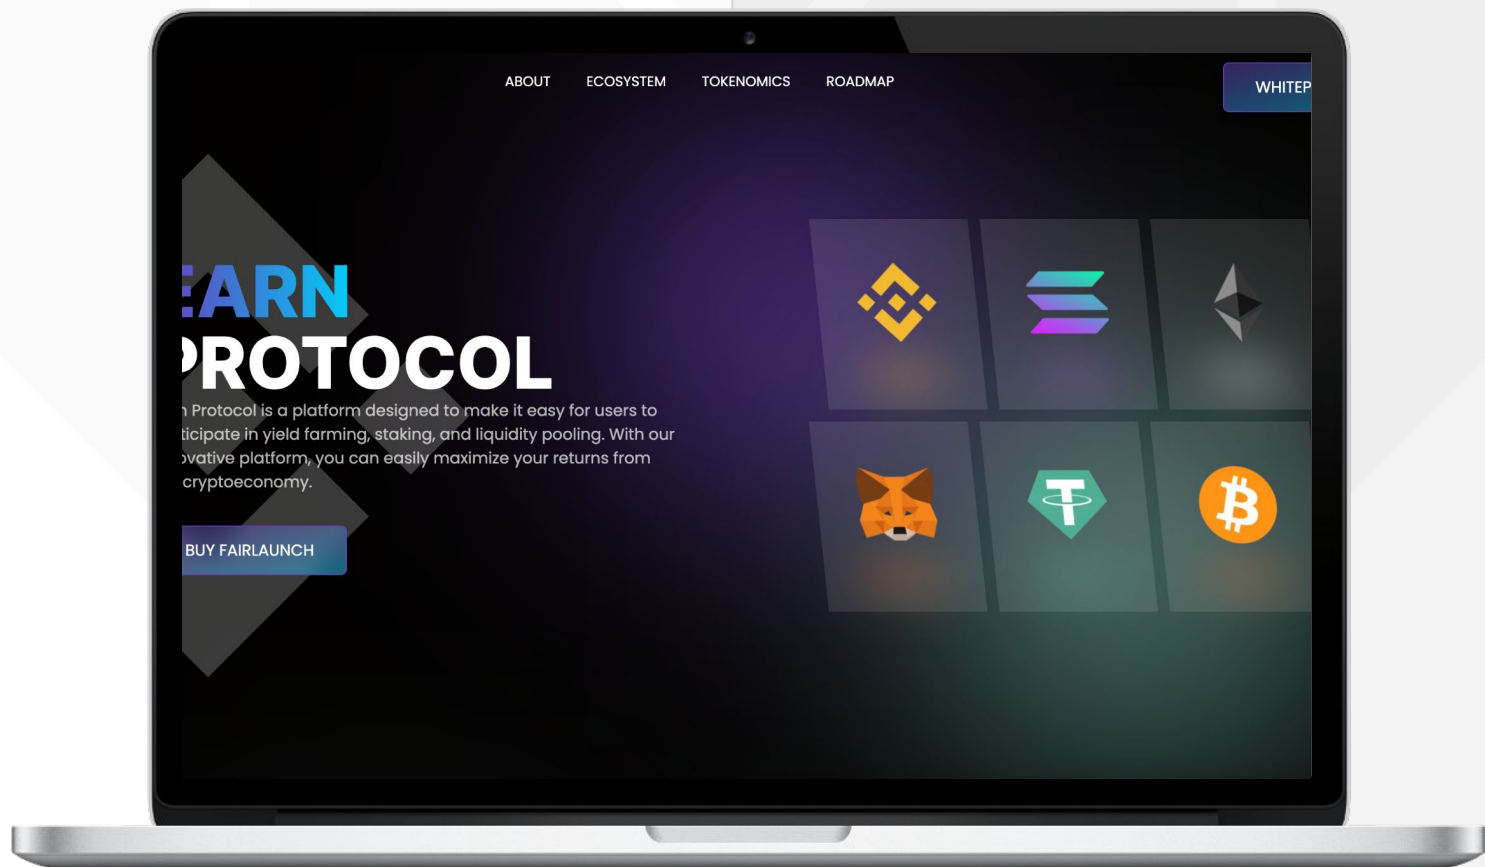 ABOUT ECOSYSTEM TOKENOMICS ROADMAP WHITEP
EARN
PROTOCOL
n Protocol is a platform designed to make it easy for users to
ticipate in yield farming, staking, and liquidity pooling. With our
ovative platform, you can easily maximize your returns from
cryptoeconomy.
BUY FAIRLAUNCH